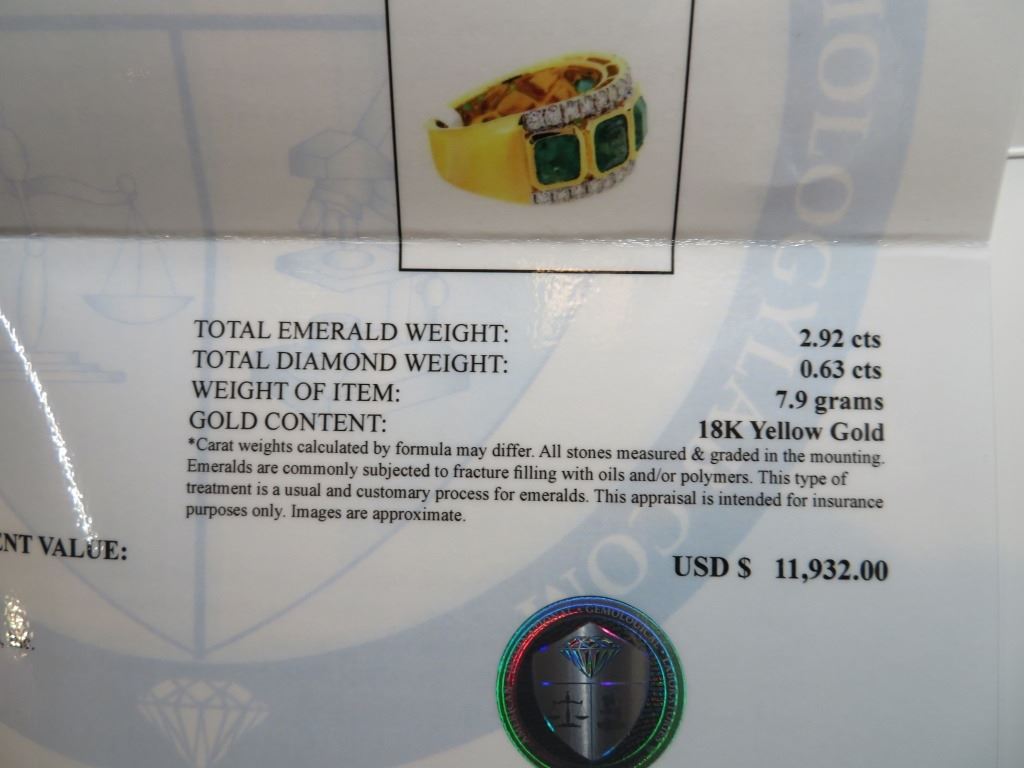 TOTAL EMERALD WEIGHT: 2.92 cts
TOTAL DIAMOND WEIGHT: 0.63 cts
WEIGHT OF ITEM: 7.9 grams
GOLD CONTENT: 18K Yellow Gold
*Carat weights calculated by formula may differ. All stones measured & graded in the mounting.
Emeralds are commonly subjected to fracture filling with oils and/or polymers. This type of
treatment is a usual and customary process for emeralds. This appraisal is intended for insurance
purposes only. Images are approximate.
ENT VALUE: USD $ 11,932.00
GEMOLOGICAL